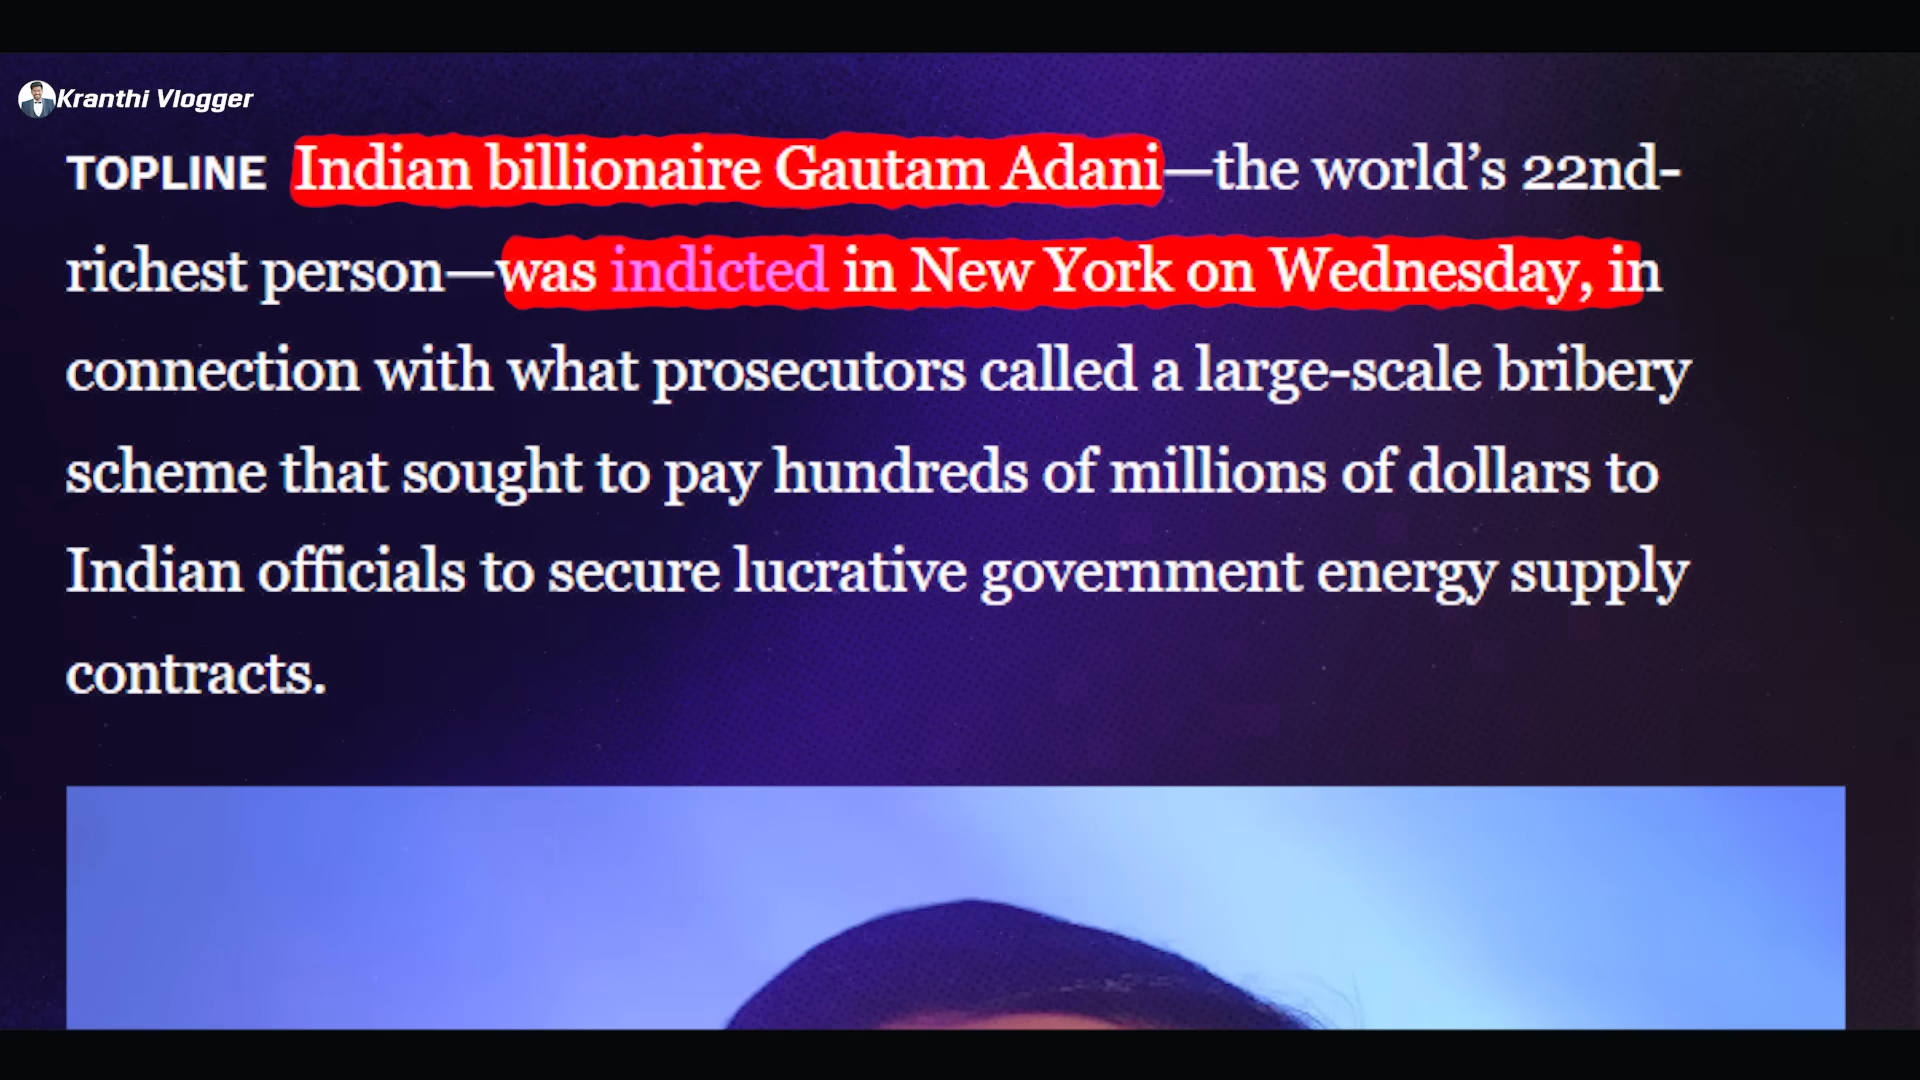 Kranthi Vlogger
TOPLINE Indian billionaire Gautam Adani—the world’s 22nd-
richest person—was indicted in New York on Wednesday, in
connection with what prosecutors called a large-scale bribery
scheme that sought to pay hundreds of millions of dollars to
Indian officials to secure lucrative government energy supply
contracts.